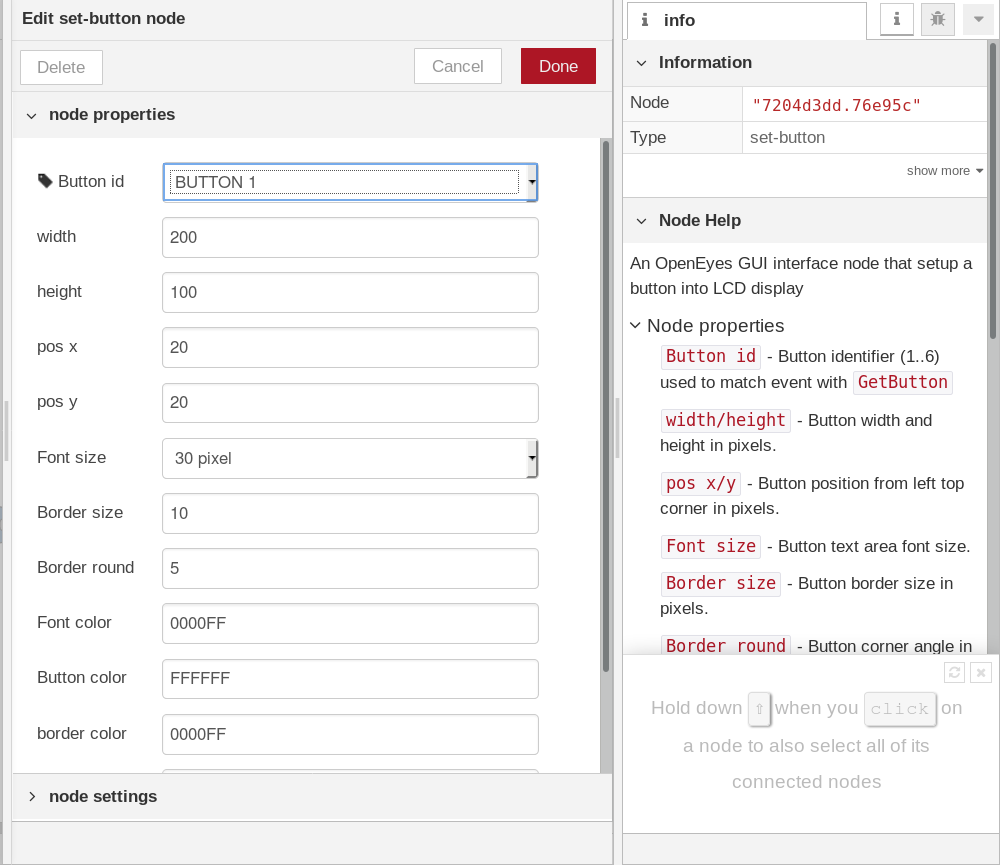 Edit set-button node
Delete
Cancel
Done
node properties
Button id
BUTTON 1
width
200
height
100
pos x
20
pos y
20
Font size
30 pixel
Border size
10
Border round
5
Font color
0000FF
Button color
FFFFFF
border color
0000FF
node settings
info
Information
Node
"7204d3dd.76e95c"
Type
set-button
show more
Node Help
An OpenEyes GUI interface node that setup a
button into LCD display
Node properties
Button id - Button identifier (1..6)
used to match event with GetButton
width/height - Button width and
height in pixels.
pos x/y - Button position from left top
corner in pixels.
Font size - Button text area font size.
Border size - Button border size in
pixels.
Border round - Button corner angle in
Hold down ⇧ when you click on
a node to also select all of its
connected nodes